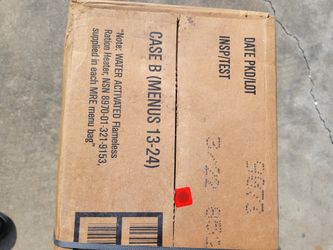 DATE PKD/LOT
INSP/TEST
CASE B (MENUS 13-24)
"Note: WATER ACTIVATED Flameless
Ration Heater, NSN 8970-01-321-9153,
supplied in each MRE menu bag"